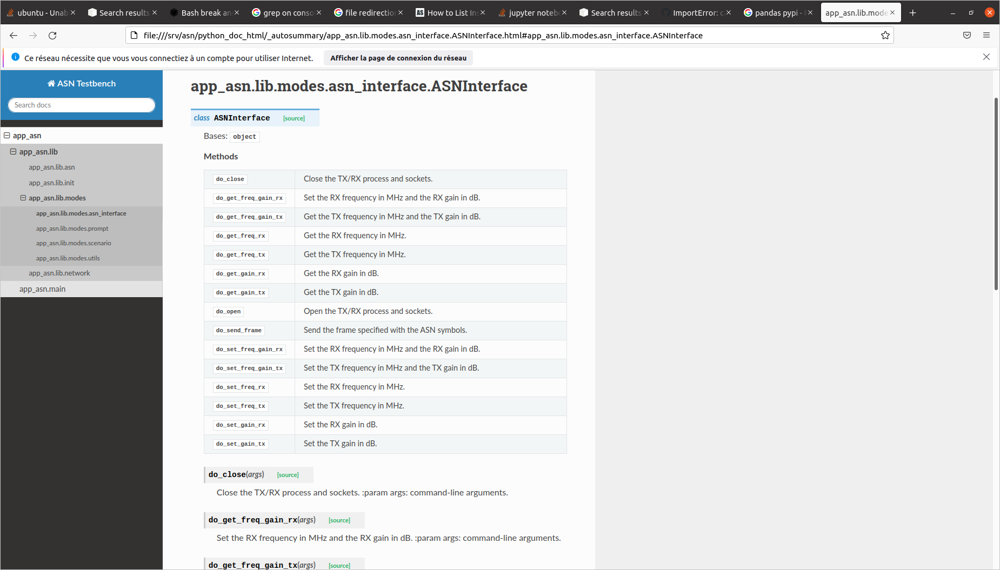 ubuntu - Unab
Search results
Bash break an
grep on conso
file redirection
AS How to List Ins
jupyter notebo
Search results
ImportError: c
pandas pypi -
app_asn.lib.mode
file:///srv/asn/python_doc_html/_autosummary/app_asn.lib.modes.asn_interface.ASNInterface.html#app_asn.lib.modes.asn_interface.ASNInterface
Ce réseau nécessite que vous vous connectiez à un compte pour utiliser Internet.
Afficher la page de connexion du réseau
ASN Testbench
Search docs
app_asn
app_asn.lib
app_asn.lib.asn
app_asn.lib.init
app_asn.lib.modes
app_asn.lib.modes.asn_interface
app_asn.lib.modes.prompt
app_asn.lib.modes.scenario
app_asn.lib.modes.utils
app_asn.lib.network
app_asn.main
app_asn.lib.modes.asn_interface.ASNInterface
class ASNInterface [source]
Bases: object
Methods
do_close Close the TX/RX process and sockets.
do_get_freq_gain_rx Set the RX frequency in MHz and the RX gain in dB.
do_get_freq_gain_tx Get the TX frequency in MHz and the TX gain in dB.
do_get_freq_rx Get the RX frequency in MHz.
do_get_freq_tx Get the TX frequency in MHz.
do_get_gain_rx Get the RX gain in dB.
do_get_gain_tx Get the TX gain in dB.
do_open Open the TX/RX process and sockets.
do_send_frame Send the frame specified with the ASN symbols.
do_set_freq_gain_rx Set the RX frequency in MHz and the RX gain in dB.
do_set_freq_gain_tx Set the TX frequency in MHz and the TX gain in dB.
do_set_freq_rx Set the RX frequency in MHz.
do_set_freq_tx Set the TX frequency in MHz.
do_set_gain_rx Set the RX gain in dB.
do_set_gain_tx Set the TX gain in dB.
do_close(args) [source]
Close the TX/RX process and sockets. :param args: command-line arguments.
do_get_freq_gain_rx(args) [source]
Set the RX frequency in MHz and the RX gain in dB. :param args: command-line arguments.
do_get_freq_gain_tx(args) [source]